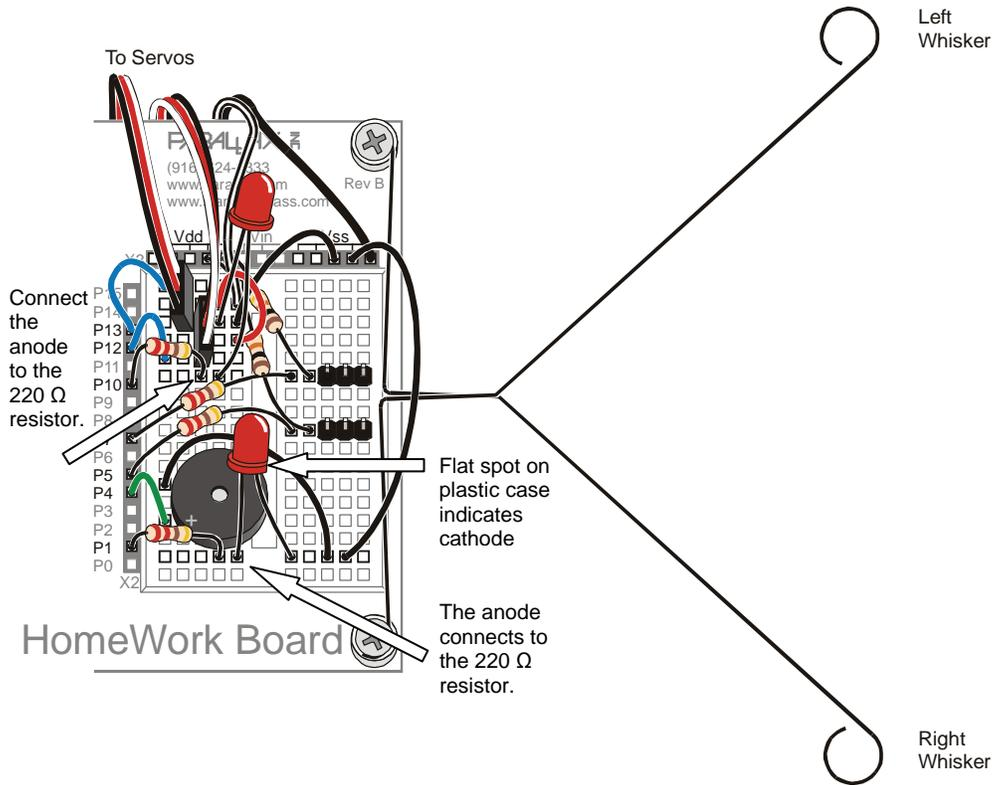 Left
Whisker
To Servos
Rev B
Vdd
Vin
Vss
Connect
the
anode
to the
220 Ω
resistor.
P14
P13
P12
P11
P10
P9
P8
P6
P5
P4
P3
P2
P1
P0
X2
+
Flat spot on
plastic case
indicates
cathode
The anode
connects to
the 220 Ω
resistor.
HomeWork Board
Right
Whisker